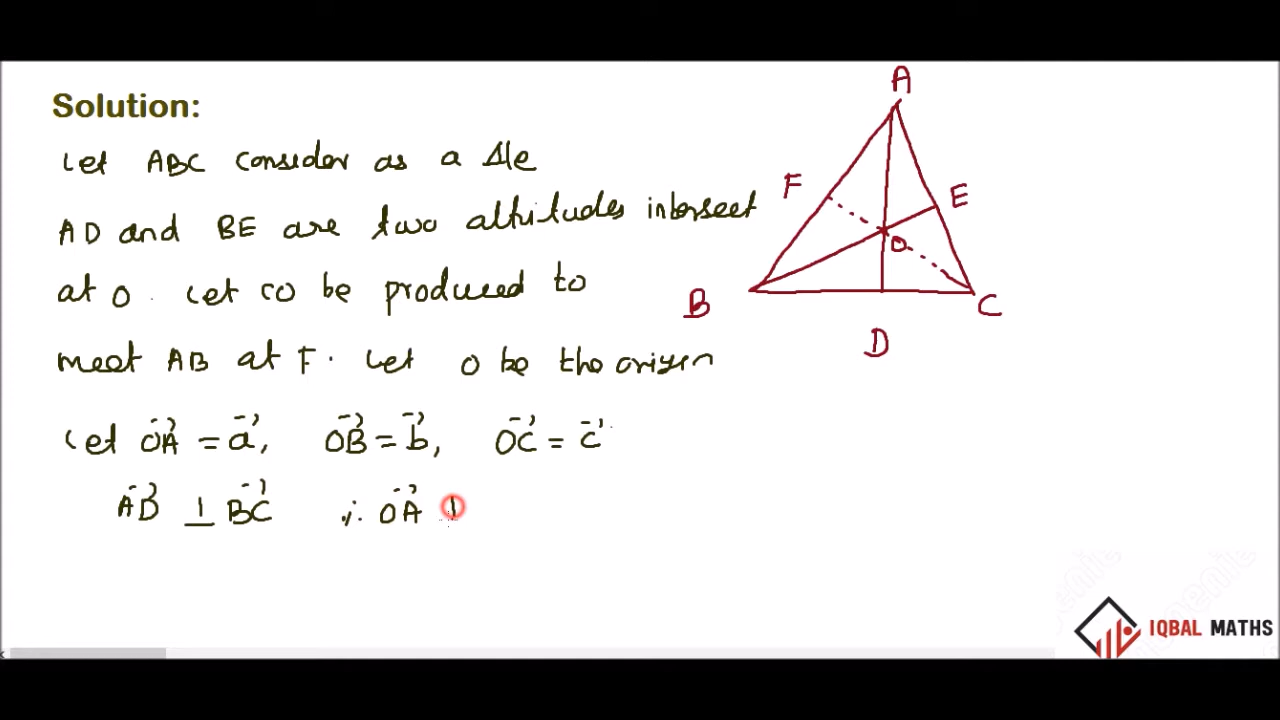 Solution:
Let ABC consider as a Δle
AD and BE are two altitudes intersect
at O. Let CO be produced to
meet AB at F. Let O be the origin
Let OA⃗ = a⃗, OB⃗ = b⃗, OC⃗ = c⃗
AD⃗ ⊥ BC⃗ ∴ OA⃗ ⊥
A
F
E
O
B
C
D
IQBAL MATHS